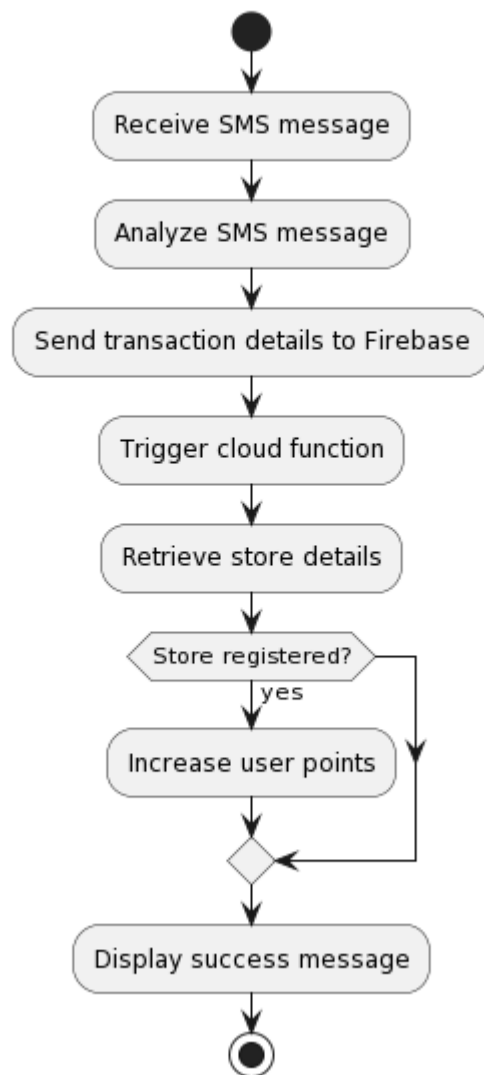 Receive SMS message
Analyze SMS message
Send transaction details to Firebase
Trigger cloud function
Retrieve store details
Store registered?
yes
Increase user points
Display success message